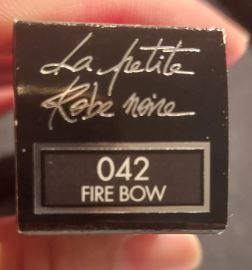 La petite
Robe noire
042
FIRE BOW